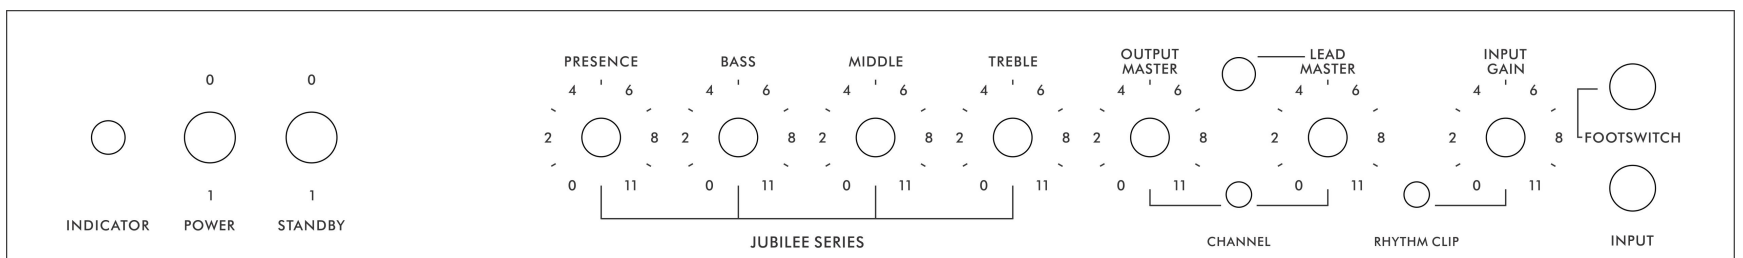 OUTPUT LEAD INPUT
PRESENCE BASS MIDDLE TREBLE MASTER MASTER GAIN
0 0
4 6 4 6 4 6 4 6 4 6 4 6 4 6
2 8 2 8 2 8 2 8 2 8 2 8 2 8 FOOTSWITCH
0 11 0 11 0 11 0 11 0 11 0 11 0 11
1 1
INDICATOR POWER STANDBY
JUBILEE SERIES CHANNEL RHYTHM CLIP INPUT